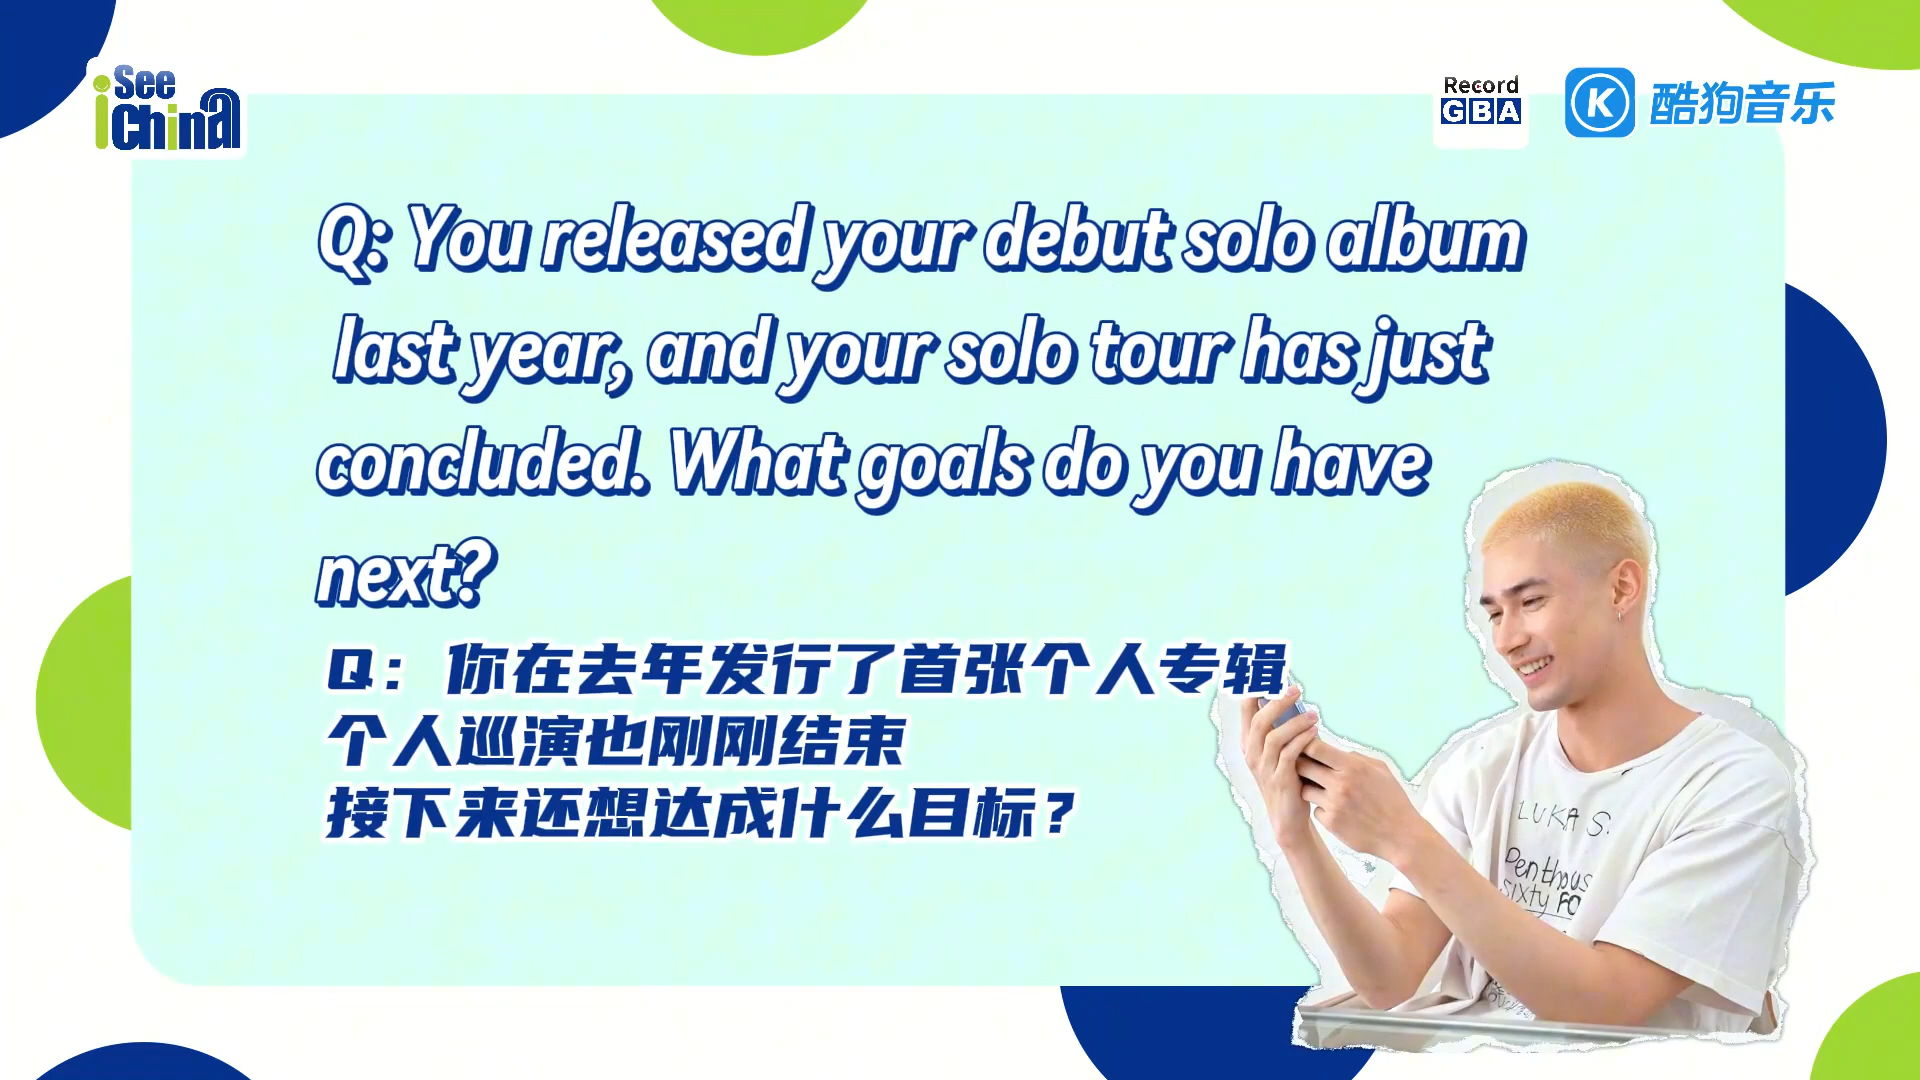 See
iChina
Record
GBA
K 酷狗音乐
Q: You released your debut solo album
last year, and your solo tour has just
concluded. What goals do you have
next?
Q：你在去年发行了首张个人专辑
个人巡演也刚刚结束
接下来还想达成什么目标？
LUKA S.
Penthous
sixty FO